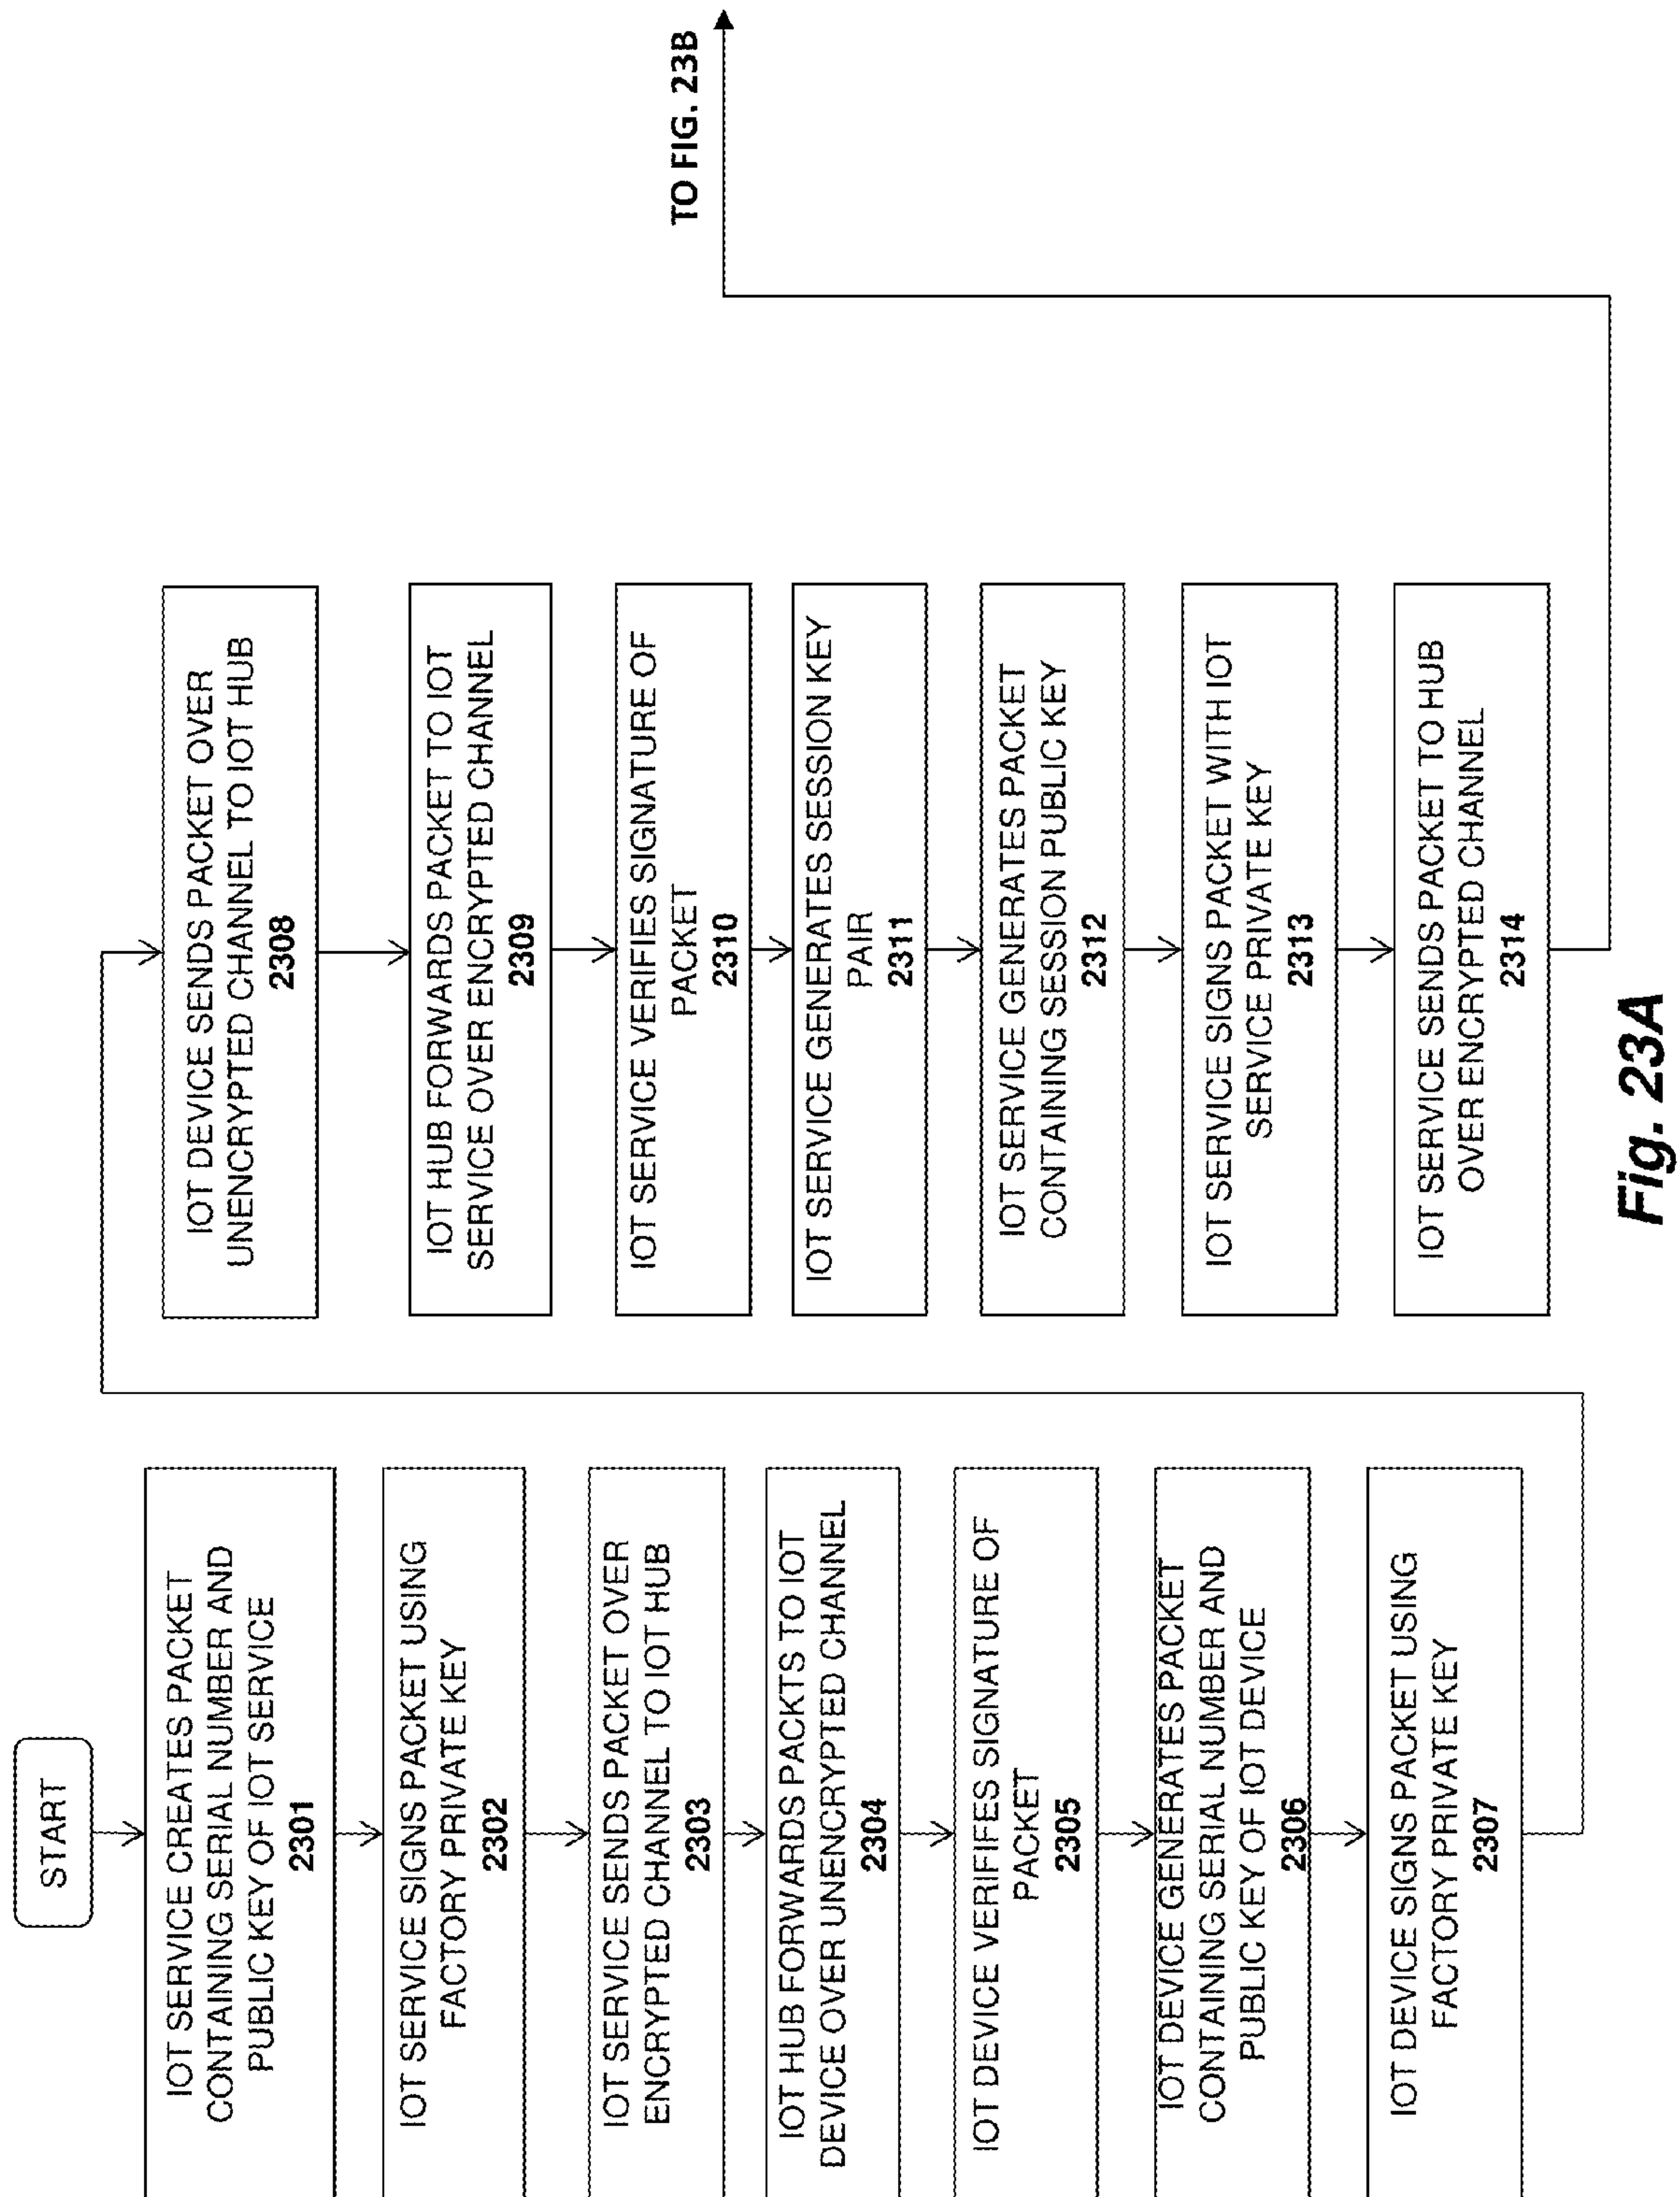 START
IOT SERVICE CREATES PACKET
CONTAINING SERIAL NUMBER AND
PUBLIC KEY OF IOT SERVICE
2301
IOT SERVICE SIGNS PACKET USING
FACTORY PRIVATE KEY
2302
IOT SERVICE SENDS PACKET OVER
ENCRYPTED CHANNEL TO IOT HUB
2303
IOT HUB FORWARDS PACKTS TO IOT
DEVICE OVER UNENCRYPTED CHANNEL
2304
IOT DEVICE VERIFIFES SIGNATURE OF
PACKET
2305
IOT DEVICE GENERATES PACKET
CONTAINING SERIAL NUMBER AND
PUBLIC KEY OF IOT DEVICE
2306
IOT DEVICE SIGNS PACKET USING
FACTORY PRIVATE KEY
2307
IOT DEVICE SENDS PACKET OVER
UNENCRYPTED CHANNEL TO IOT HUB
2308
IOT HUB FORWARDS PACKET TO IOT
SERVICE OVER ENCRYPTED CHANNEL
2309
IOT SERVICE VERIFIES SIGNATURE OF
PACKET
2310
IOT SERVICE GENERATES SESSION KEY
PAIR
2311
IOT SERVICE GENERATES PACKET
CONTAINING SESSION PUBLIC KEY
2312
IOT SERVICE SIGNS PACKET WITH IOT
SERVICE PRIVATE KEY
2313
IOT SERVICE SENDS PACKET TO HUB
OVER ENCRYPTED CHANNEL
2314
TO FIG. 23B
Fig. 23A